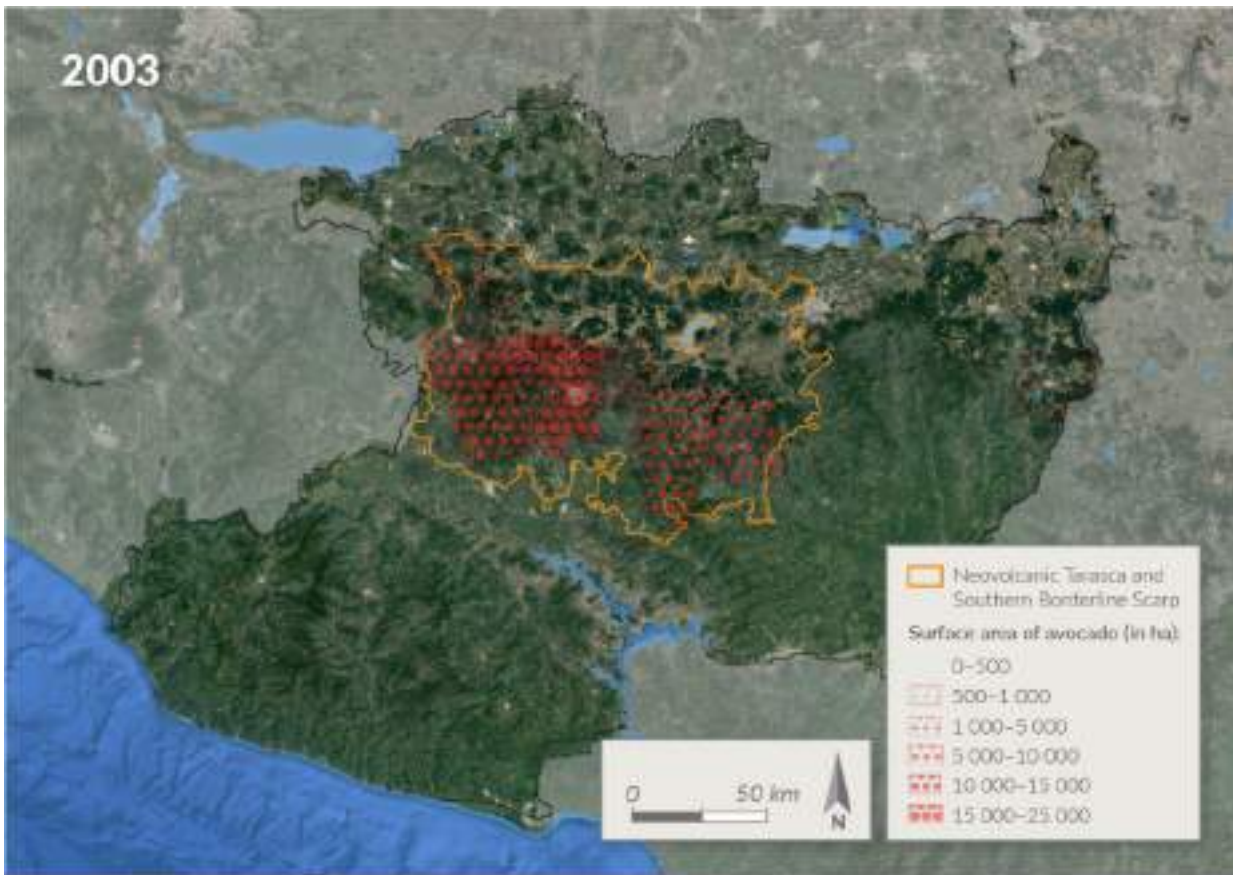 2003
Neovolcanic Tarasca and
Southern Borderline Scarp
Surface area of avocado (in ha):
0–500
500–1 000
1 000–5 000
5 000–10 000
10 000–15 000
15 000–25 000
0 50 km
N